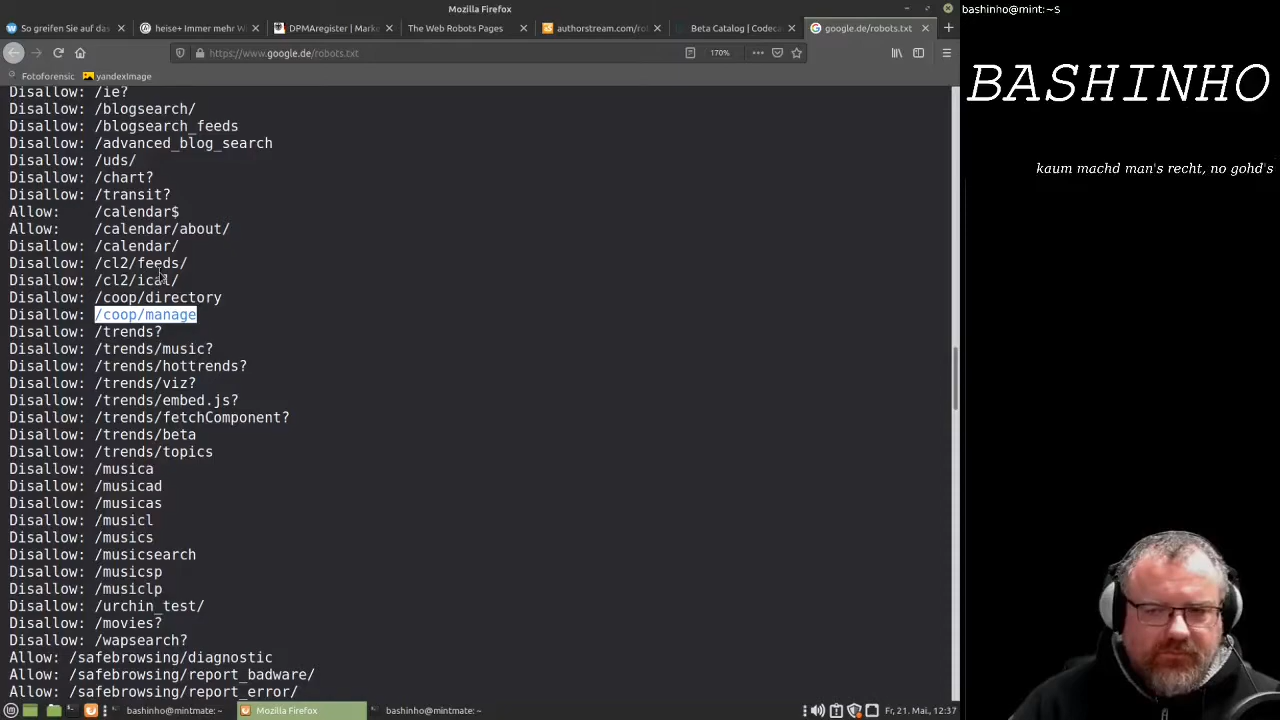 Mozilla Firefox
So greifen Sie auf das
heise+ Immer mehr W
DPMAregister | Marke
The Web Robots Pages
authorstream.com/rot
Beta Catalog | Codeca
google.de/robots.txt
https://www.google.de/robots.txt
170%
Fotoforensic
yandexImage
Disallow: /ie?
Disallow: /blogsearch/
Disallow: /blogsearch_feeds
Disallow: /advanced_blog_search
Disallow: /uds/
Disallow: /chart?
Disallow: /transit?
Allow:    /calendar$
Allow:    /calendar/about/
Disallow: /calendar/
Disallow: /cl2/feeds/
Disallow: /cl2/ical/
Disallow: /coop/directory
Disallow: /coop/manage
Disallow: /trends?
Disallow: /trends/music?
Disallow: /trends/hottrends?
Disallow: /trends/viz?
Disallow: /trends/embed.js?
Disallow: /trends/fetchComponent?
Disallow: /trends/beta
Disallow: /trends/topics
Disallow: /musica
Disallow: /musicad
Disallow: /musicas
Disallow: /musicl
Disallow: /musics
Disallow: /musicsearch
Disallow: /musicsp
Disallow: /musiclp
Disallow: /urchin_test/
Disallow: /movies?
Disallow: /wapsearch?
Allow: /safebrowsing/diagnostic
Allow: /safebrowsing/report_badware/
Allow: /safebrowsing/report_error/
bashinho@mint:~$
BASHINHO
kaum machd man's recht, no gohd's
bashinho@mintmate: ~
Mozilla Firefox
bashinho@mintmate: ~
Fr, 21. Mai., 12:37